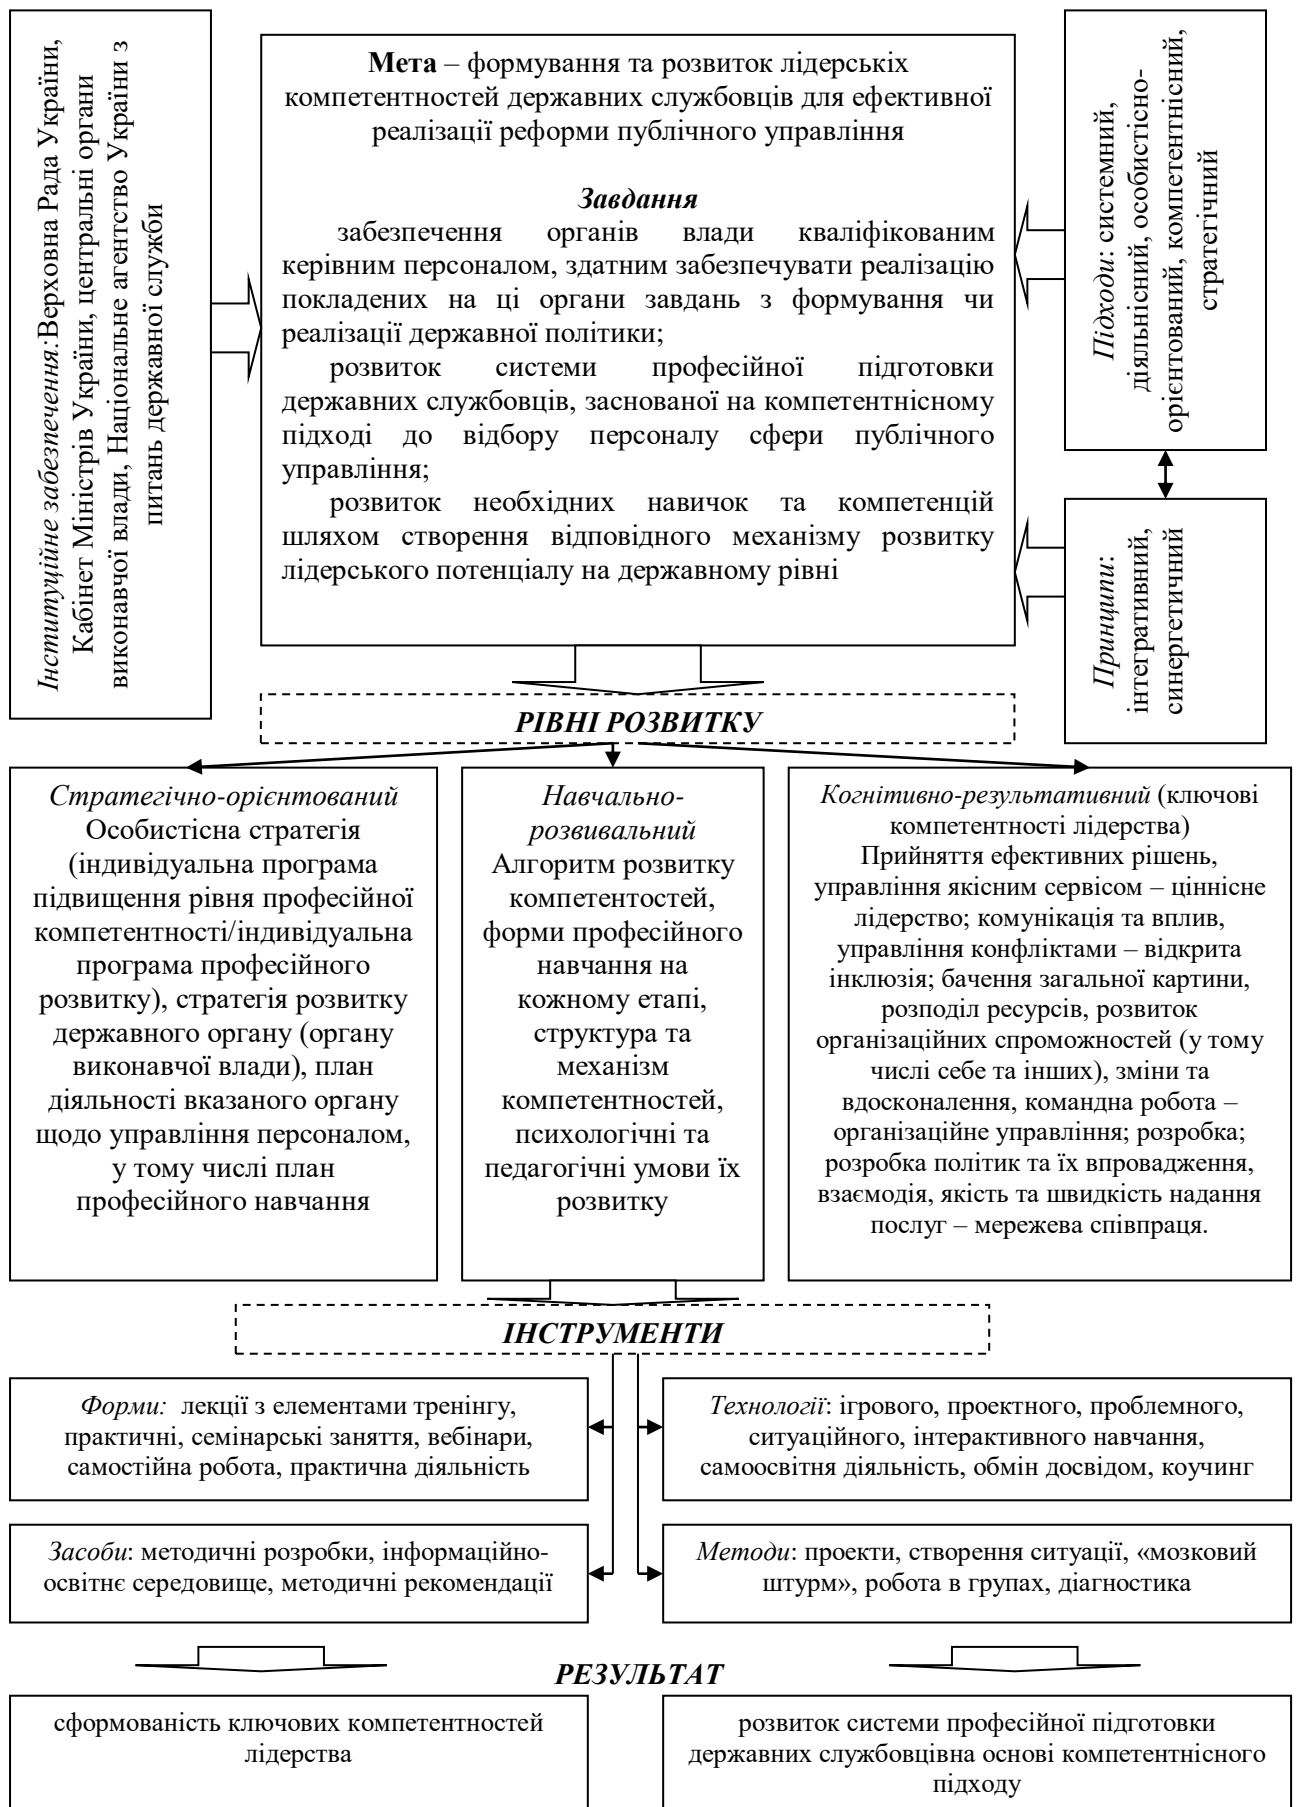 Інституційне забезпечення:Верховна Рада України,
Кабінет Міністрів України, центральні органи
виконавчої влади, Національне агентство України з
питань державної служби
Мета – формування та розвиток лідерськіх
компетентностей державних службовців для ефективної
реалізації реформи публічного управління
Завдання
забезпечення органів влади кваліфікованим
керівним персоналом, здатним забезпечувати реалізацію
покладених на ці органи завдань з формування чи
реалізації державної політики;
розвиток системи професійної підготовки
державних службовців, заснованої на компетентнісному
підході до відбору персоналу сфери публічного
управління;
розвиток необхідних навичок та компетенцій
шляхом створення відповідного механізму розвитку
лідерського потенціалу на державному рівні
Підходи: системний,
діяльнісний, особистісно-
орієнтований, компетентнісний,
стратегічний
Принципи:
інтегративний,
синергетичний
РІВНІ РОЗВИТКУ
Стратегічно-орієнтований
Особистісна стратегія
(індивідуальна програма
підвищення рівня професійної
компетентності/індивідуальна
програма професійного
розвитку), стратегія розвитку
державного органу (органу
виконавчої влади), план
діяльності вказаного органу
щодо управління персоналом,
у тому числі план
професійного навчання
Навчально-
розвивальний
Алгоритм розвитку
компетентостей,
форми професійного
навчання на
кожному етапі,
структура та
механізм
компетентностей,
психологічні та
педагогічні умови їх
розвитку
Когнітивно-результативний (ключові
компетентності лідерства)
Прийняття ефективних рішень,
управління якісним сервісом – ціннісне
лідерство; комунікація та вплив,
управління конфліктами – відкрита
інклюзія; бачення загальної картини,
розподіл ресурсів, розвиток
організаційних спроможностей (у тому
числі себе та інших), зміни та
вдосконалення, командна робота –
організаційне управління; розробка;
розробка політик та їх впровадження,
взаємодія, якість та швидкість надання
послуг – мережева співпраця.
ІНСТРУМЕНТИ
Форми: лекції з елементами тренінгу,
практичні, семінарські заняття, вебінари,
самостійна робота, практична діяльність
Технології: ігрового, проектного, проблемного,
ситуаційного, інтерактивного навчання,
самоосвітня діяльність, обмін досвідом, коучинг
Засоби: методичні розробки, інформаційно-
освітнє середовище, методичні рекомендації
Методи: проекти, створення ситуації, «мозковий
штурм», робота в групах, діагностика
РЕЗУЛЬТАТ
сформованість ключових компетентностей
лідерства
розвиток системи професійної підготовки
державних службовцівна основі компетентнісного
підходу